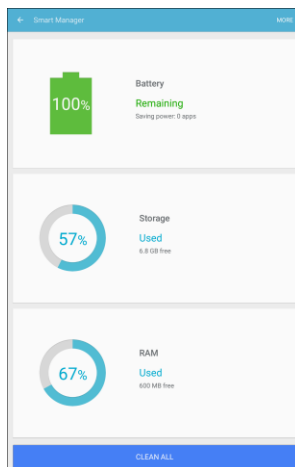 Smart Manager
MORE
100%
Battery
Remaining
Saving power: 0 apps
57%
Storage
Used
6.8 GB free
67%
RAM
Used
600 MB free
CLEAN ALL